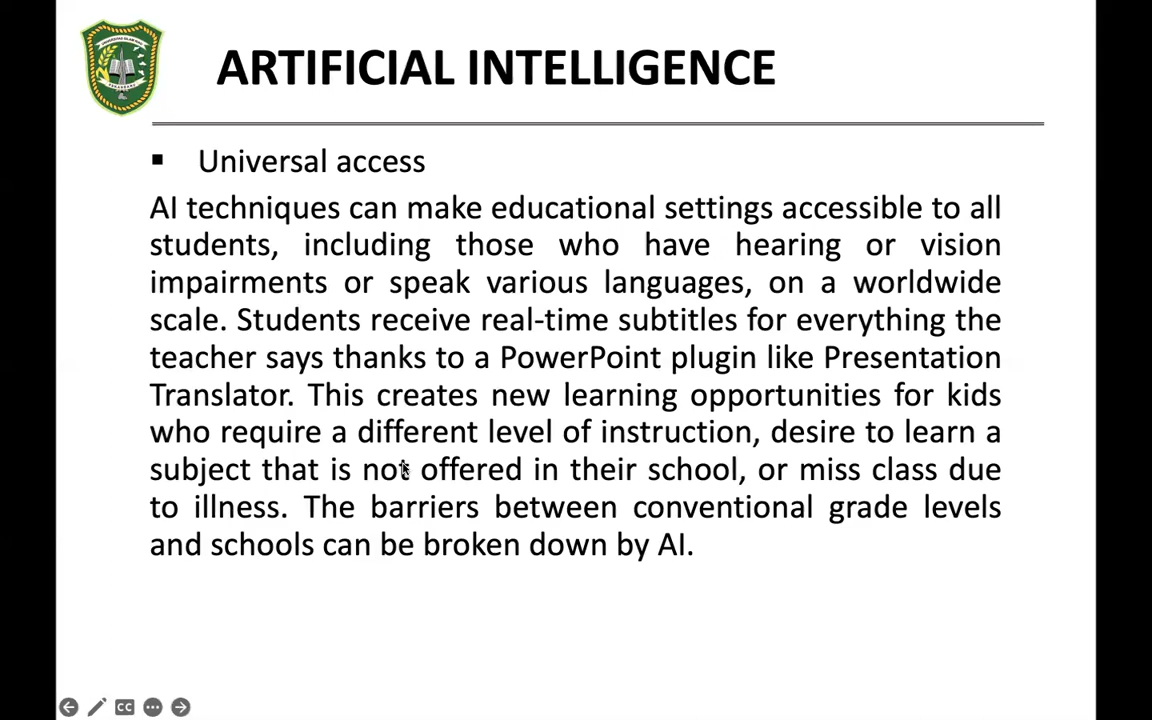 ARTIFICIAL INTELLIGENCE
▪ Universal access
AI techniques can make educational settings accessible to all
students, including those who have hearing or vision
impairments or speak various languages, on a worldwide
scale. Students receive real-time subtitles for everything the
teacher says thanks to a PowerPoint plugin like Presentation
Translator. This creates new learning opportunities for kids
who require a different level of instruction, desire to learn a
subject that is not offered in their school, or miss class due
to illness. The barriers between conventional grade levels
and schools can be broken down by AI.
CC